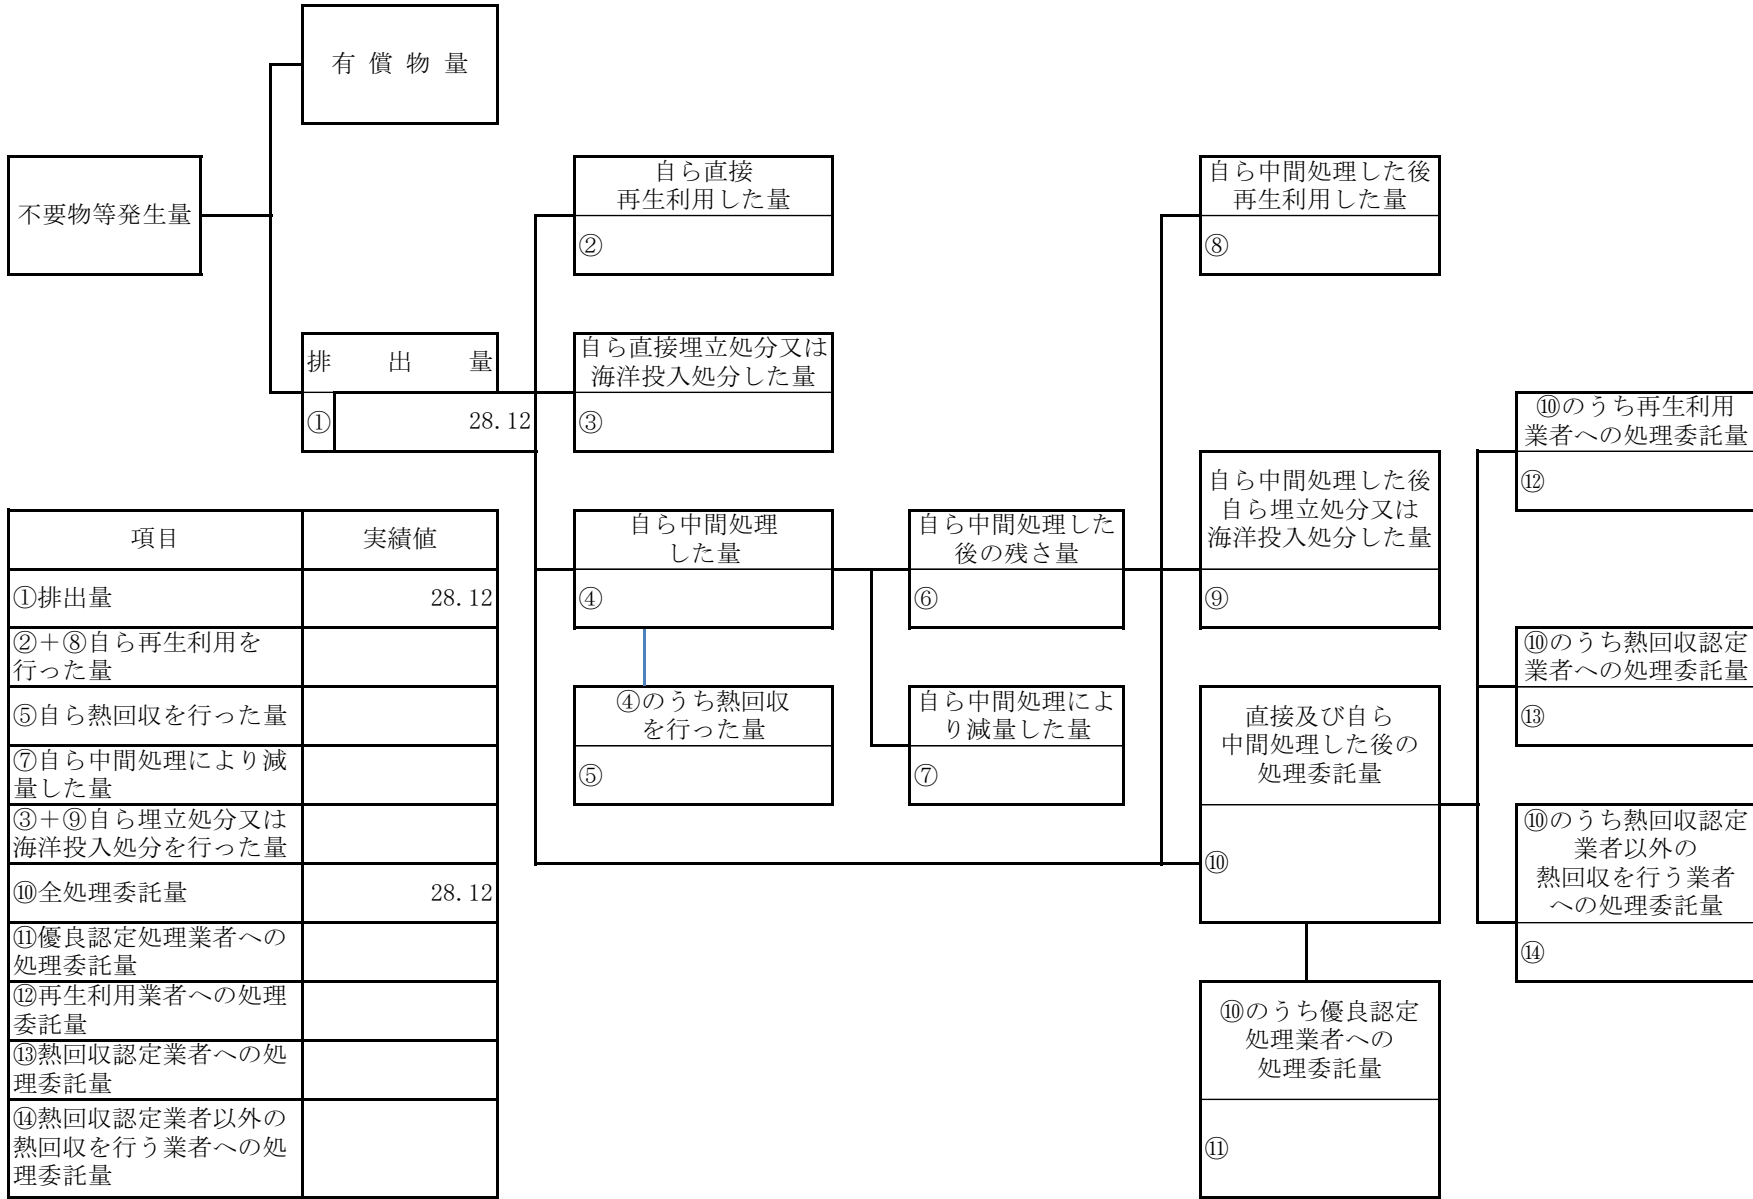 有 償 物 量
不要物等発生量
自ら直接
再生利用した量
②
自ら中間処理した後
再生利用した量
⑧
排 出 量
① 28.12
自ら直接埋立処分又は
海洋投入処分した量
③
⑩のうち再生利用
業者への処理委託量
⑫
自ら中間処理した後
自ら埋立処分又は
海洋投入処分した量
⑨
自ら中間処理
した量
④
自ら中間処理した
後の残さ量
⑥
⑩のうち熱回収認定
業者への処理委託量
⑬
④のうち熱回収
を行った量
⑤
自ら中間処理によ
り減量した量
⑦
直接及び自ら
中間処理した後の
処理委託量
⑩
⑩のうち熱回収認定
業者以外の
熱回収を行う業者
への処理委託量
⑭
⑩のうち優良認定
処理業者への
処理委託量
⑪
項目 実績値
①排出量 28.12
②+⑧自ら再生利用を
行った量
⑤自ら熱回収を行った量
⑦自ら中間処理により減
量した量
③+⑨自ら埋立処分又は
海洋投入処分を行った量
⑩全処理委託量 28.12
⑪優良認定処理業者への
処理委託量
⑫再生利用業者への処理
委託量
⑬熱回収認定業者への処
理委託量
⑭熱回収認定業者以外の
熱回収を行う業者への処
理委託量